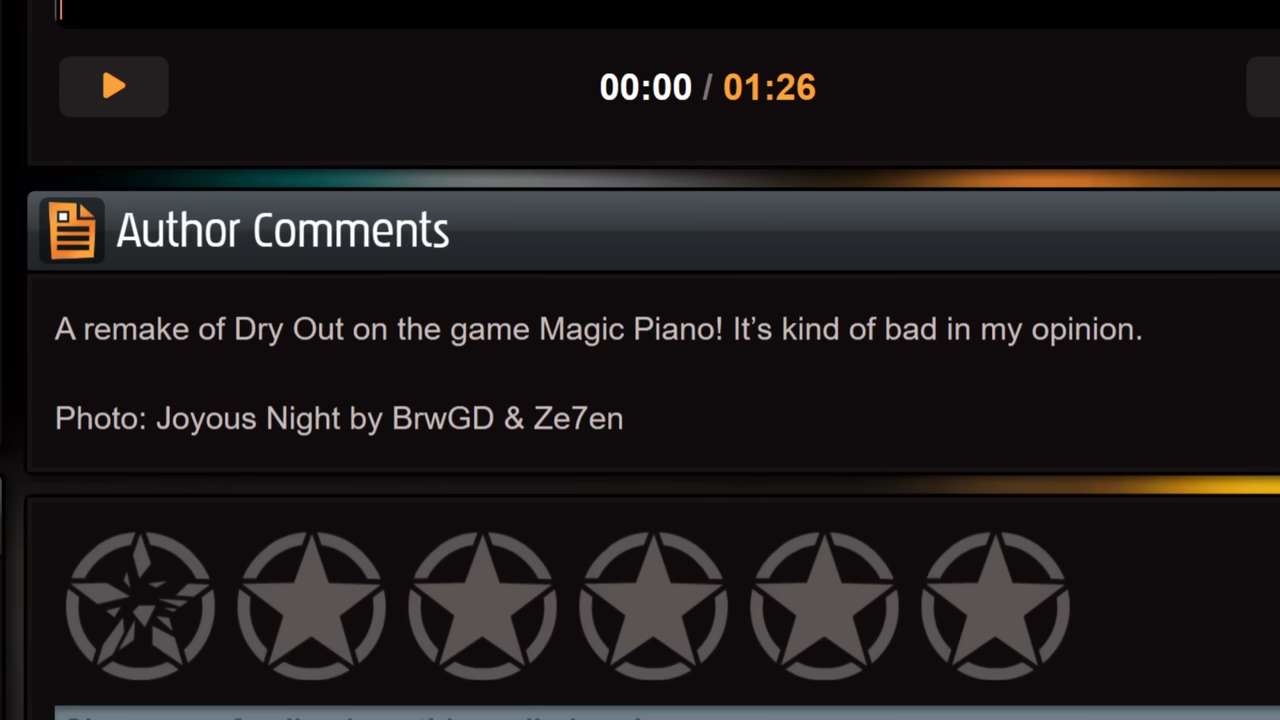 00:00 / 01:26
Author Comments
A remake of Dry Out on the game Magic Piano! It’s kind of bad in my opinion.
Photo: Joyous Night by BrwGD & Ze7en